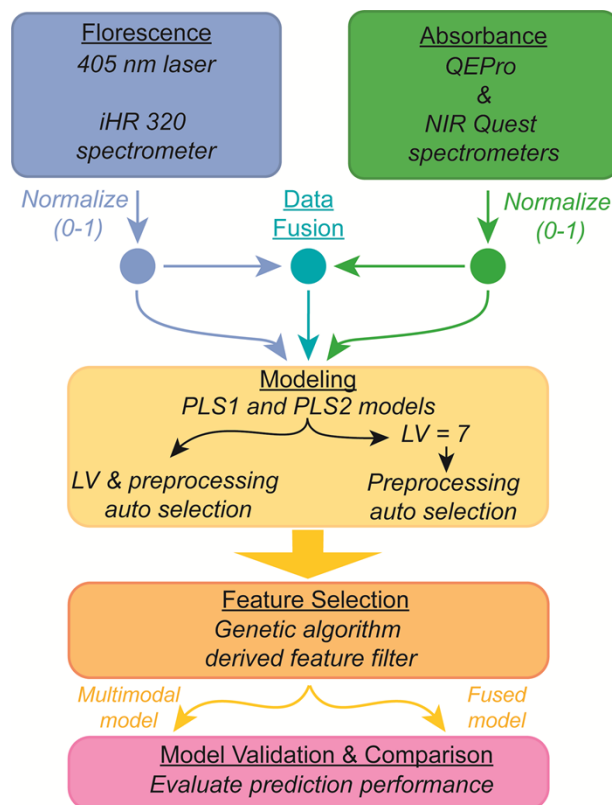 Florescence
405 nm laser
iHR 320
spectrometer
Absorbance
QEPro
&
NIR Quest
spectrometers
Normalize
(0-1)
Data
Fusion
Normalize
(0-1)
Modeling
PLS1 and PLS2 models
LV = 7
LV & preprocessing
auto selection
Preprocessing
auto selection
Feature Selection
Genetic algorithm
derived feature filter
Multimodal
model
Fused
model
Model Validation & Comparison
Evaluate prediction performance